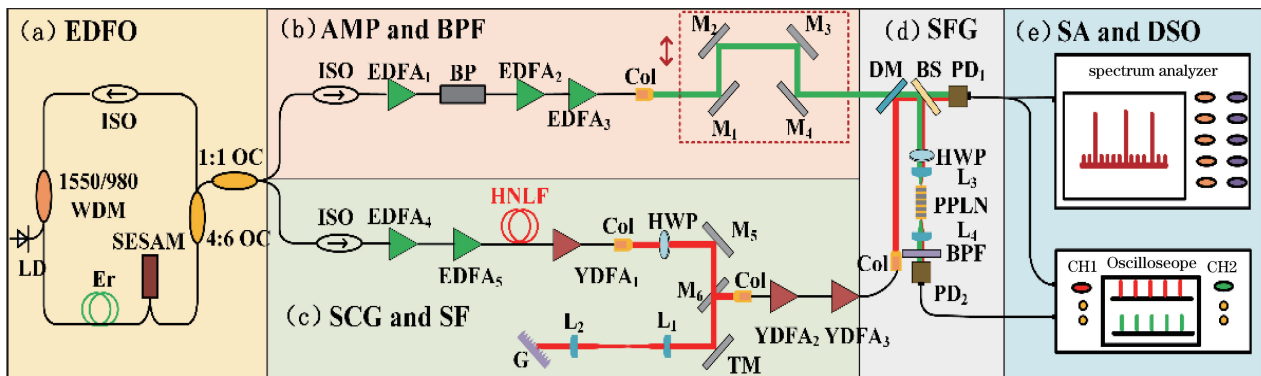 (a) EDFO
ISO
1550/980
WDM
1:1 OC
4:6 OC
SESAM
LD
Er
(b) AMP and BPF
ISO
EDFA1
BP
EDFA2
EDFA3
Col
M2
M3
M1
M4
ISO
EDFA4
EDFA5
HNLF
YDFA1
Col
HWP
M5
M6
Col
YDFA2
YDFA3
(c) SCG and SF
L2
L1
G
TM
(d) SFG
DM
BS
PD1
HWP
L3
PPLN
L4
BPF
Col
PD2
(e) SA and DSO
spectrum analyzer
CH1
Oscilloseope
CH2